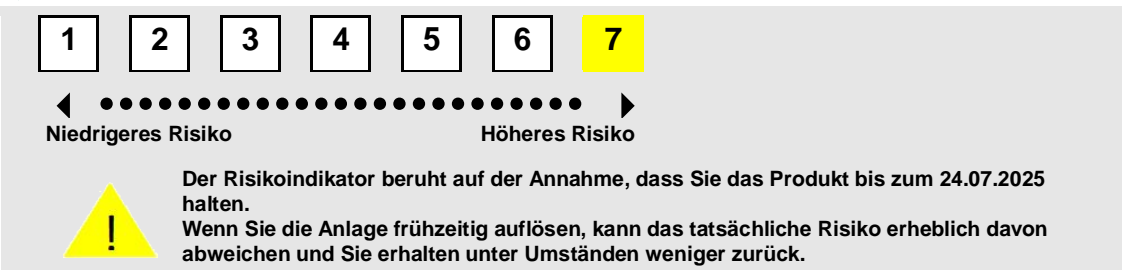 1 2 3 4 5 6 7
Niedrigeres Risiko Höheres Risiko
Der Risikoindikator beruht auf der Annahme, dass Sie das Produkt bis zum 24.07.2025
halten.
Wenn Sie die Anlage frühzeitig auflösen, kann das tatsächliche Risiko erheblich davon
abweichen und Sie erhalten unter Umständen weniger zurück.
!